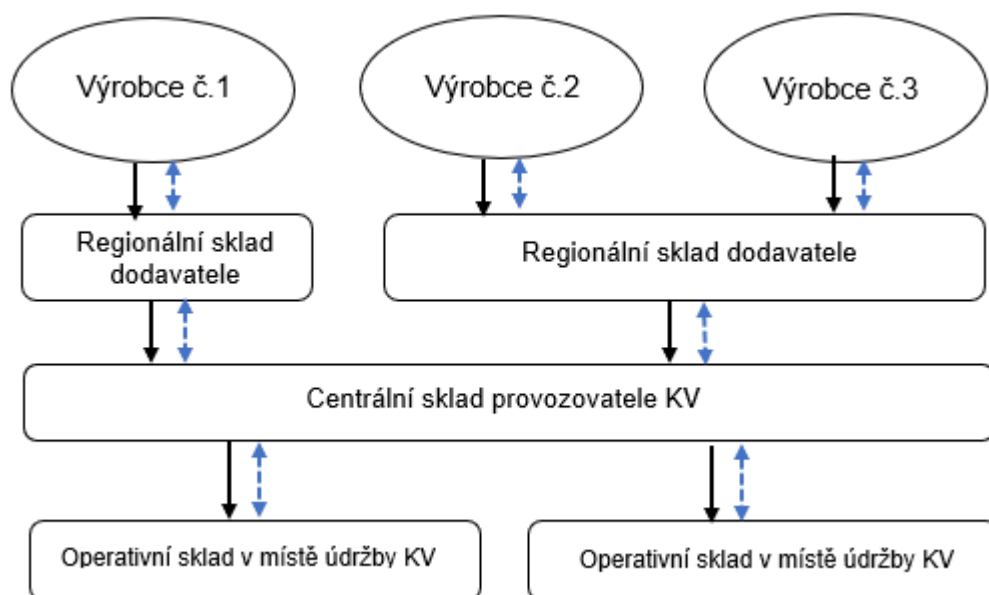 Výrobce č.1
Výrobce č.2
Výrobce č.3
Regionální sklad
dodavatele
Regionální sklad dodavatele
Centrální sklad provozovatele KV
Operativní sklad v místě údržby KV
Operativní sklad v místě údržby KV